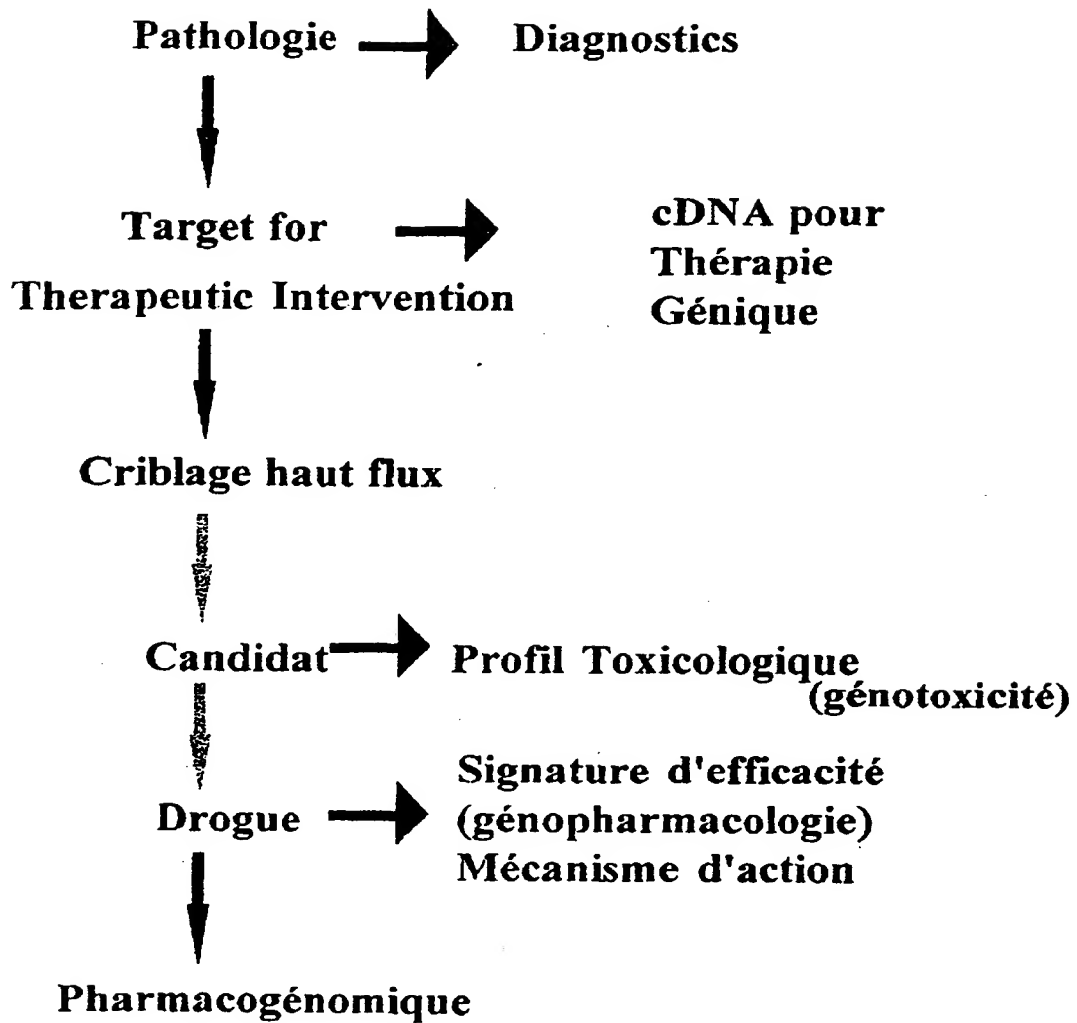 Pathologie
Diagnostics
Target for
Therapeutic Intervention
cDNA pour
Thérapie
Génique
Criblage haut flux
Candidat
Profil Toxicologique
(génotoxicité)
Drogue
Signature d'efficacité
(génopharmacologie)
Mécanisme d'action
Pharmacogénomique